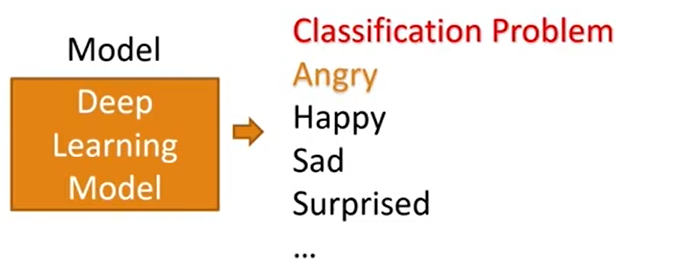 Model
Deep
Learning
Model
Classification Problem
Angry
Happy
Sad
Surprised
...